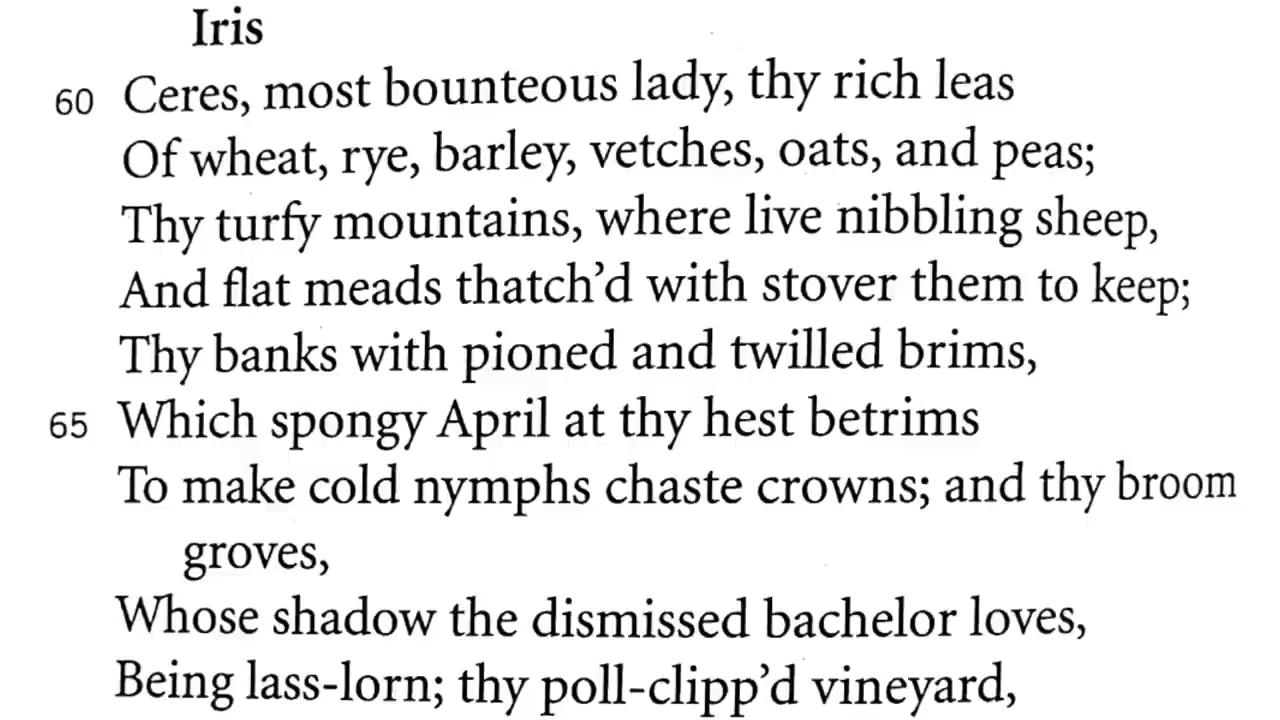 Iris
60 Ceres, most bounteous lady, thy rich leas
Of wheat, rye, barley, vetches, oats, and peas;
Thy turfy mountains, where live nibbling sheep,
And flat meads thatch’d with stover them to keep;
Thy banks with pioned and twilled brims,
65 Which spongy April at thy hest betrims
To make cold nymphs chaste crowns; and thy broom
groves,
Whose shadow the dismissed bachelor loves,
Being lass-lorn; thy poll-clipp’d vineyard,